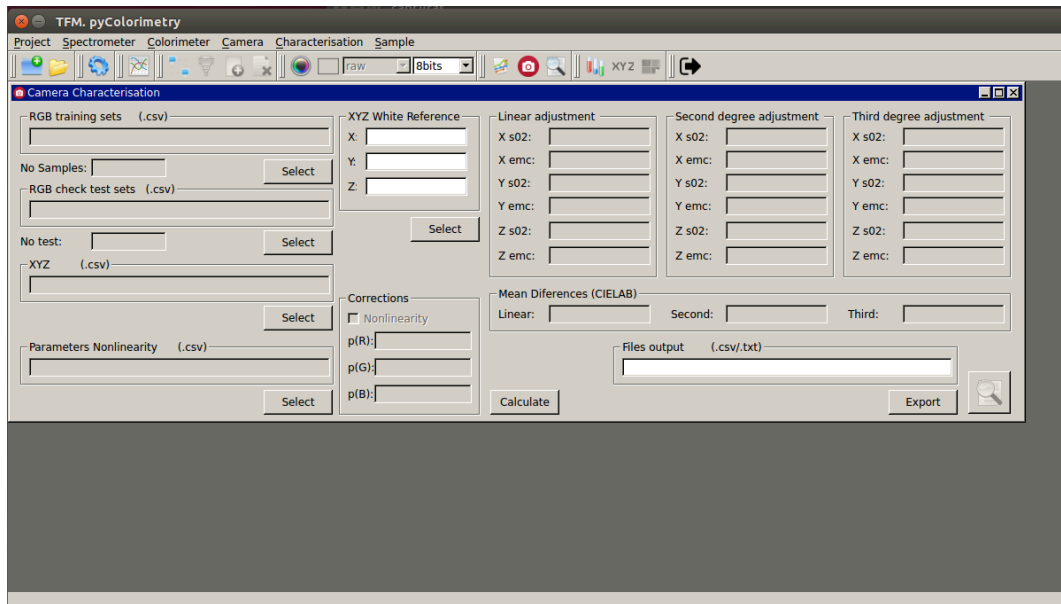 TFM. pyColorimetry
Project Spectrometer Colorimeter Camera Characterisation Sample
raw 8bits XYZ
Camera Characterisation
RGB training sets (.csv)
No Samples: Select
RGB check test sets (.csv)
No test: Select
XYZ (.csv)
Select
Parameters Nonlinearity (.csv)
Select
XYZ White Reference
X:
Y:
Z:
Select
Corrections
Nonlinearity
p(R):
p(G):
p(B):
Linear adjustment
X s02:
X emc:
Y s02:
Y emc:
Z s02:
Z emc:
Second degree adjustment
X s02:
X emc:
Y s02:
Y emc:
Z s02:
Z emc:
Third degree adjustment
X s02:
X emc:
Y s02:
Y emc:
Z s02:
Z emc:
Mean Diferences (CIELAB)
Linear: Second: Third:
Files output (.csv/.txt)
Calculate Export